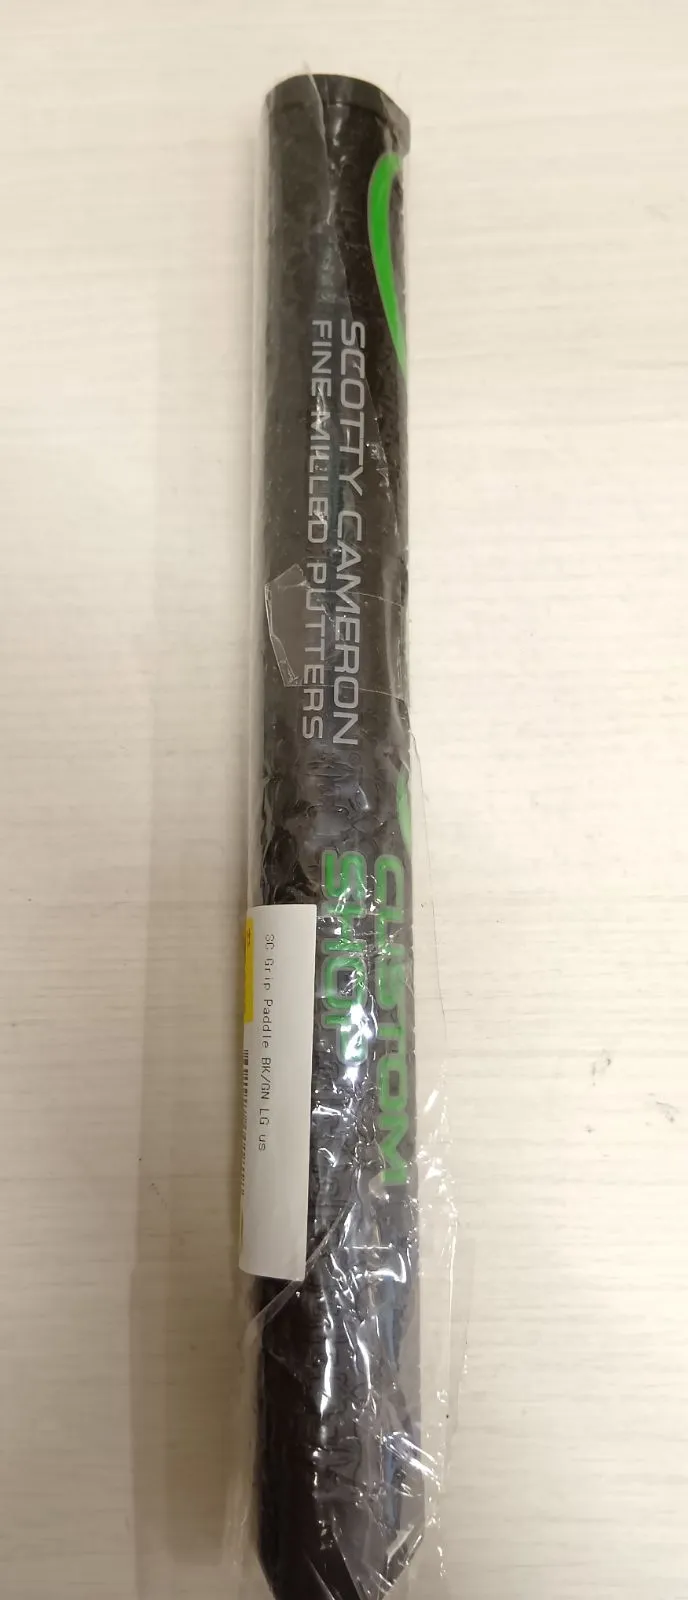 SCOTTY CAMERON
FINE MILLED PUTTERS
CUSTOM
SHOP
SC Grip Paddle BK/GN LG US